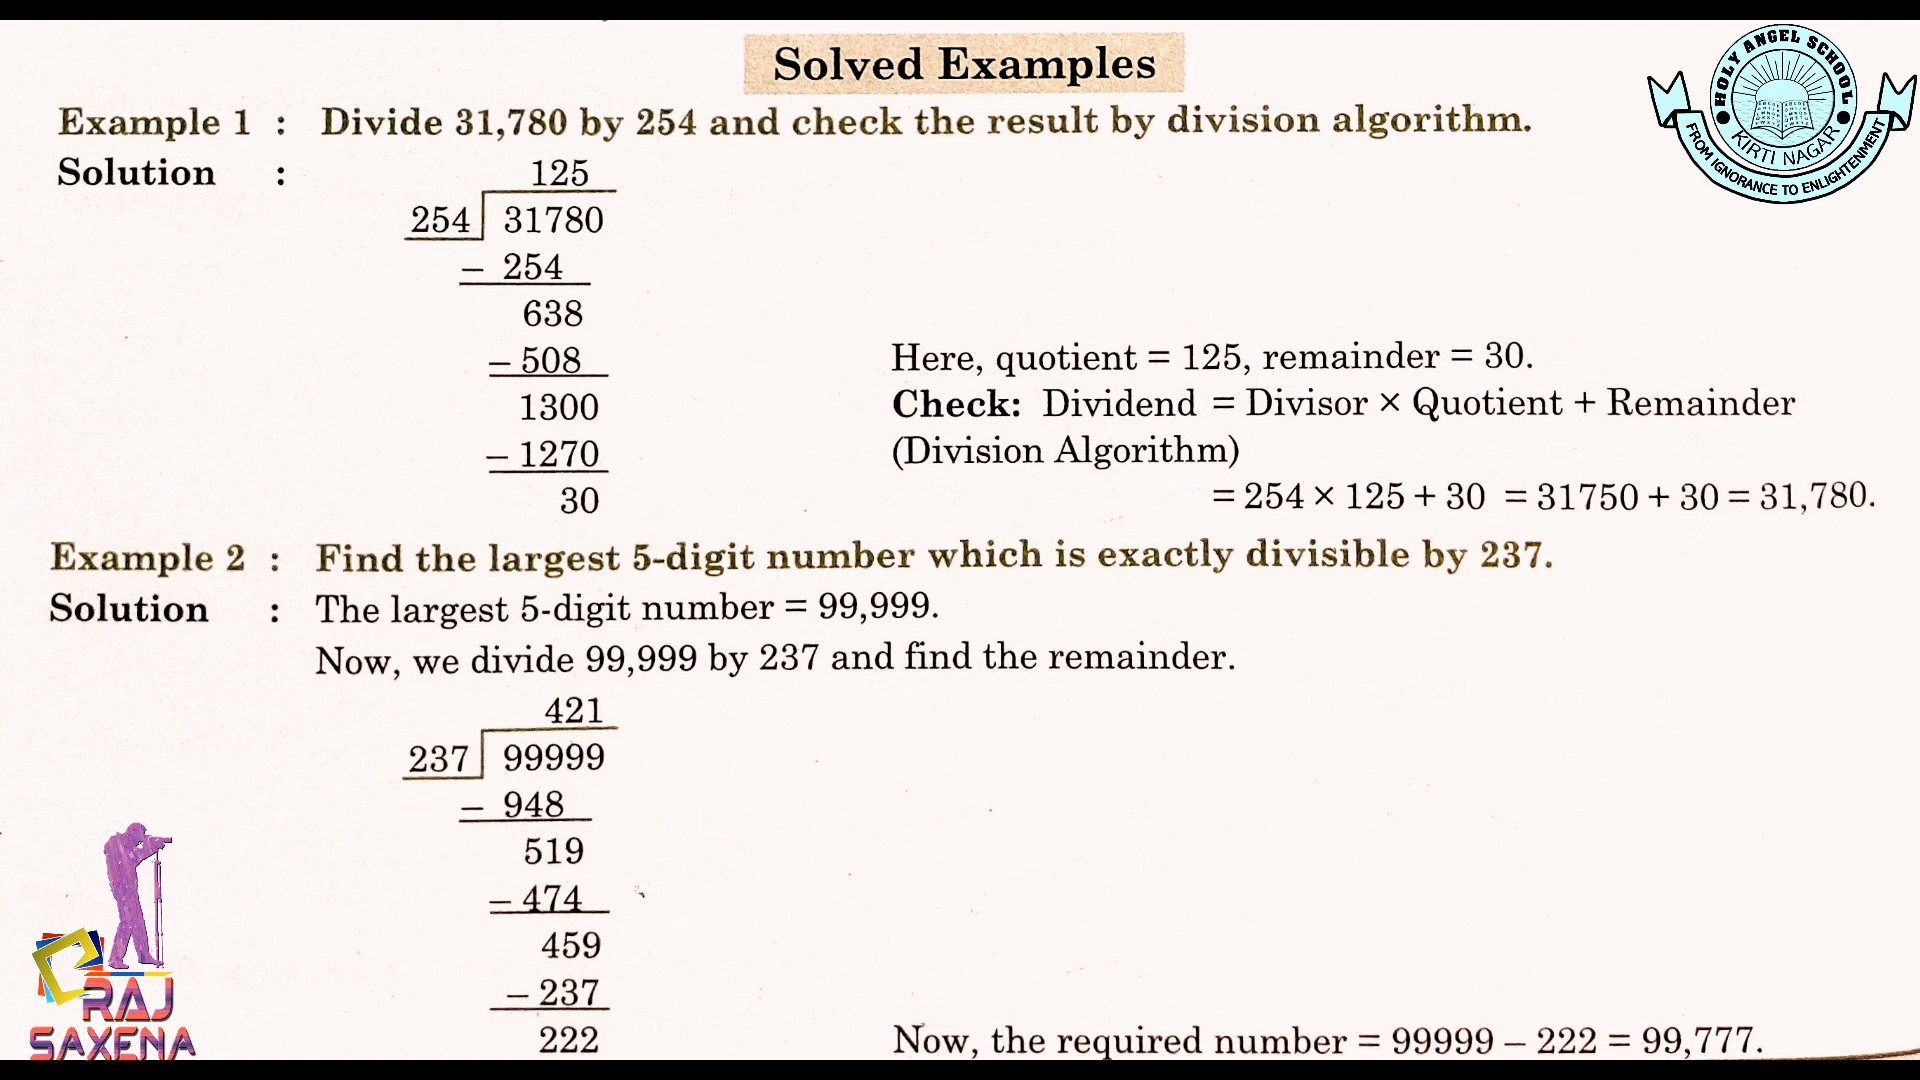 Solved Examples
HOLY ANGEL SCHOOL
KIRTI NAGAR
FROM IGNORANCE TO ENLIGHTENMENT
Example 1 : Divide 31,780 by 254 and check the result by division algorithm.
Solution :
125
254 31780
– 254
638
– 508
1300
– 1270
30
Here, quotient = 125, remainder = 30.
Check: Dividend = Divisor × Quotient + Remainder
(Division Algorithm)
= 254 × 125 + 30 = 31750 + 30 = 31,780.
Example 2 : Find the largest 5-digit number which is exactly divisible by 237.
Solution : The largest 5-digit number = 99,999.
Now, we divide 99,999 by 237 and find the remainder.
421
237 99999
– 948
519
– 474
459
– 237
222
Now, the required number = 99999 – 222 = 99,777.
RAJ
SAXENA